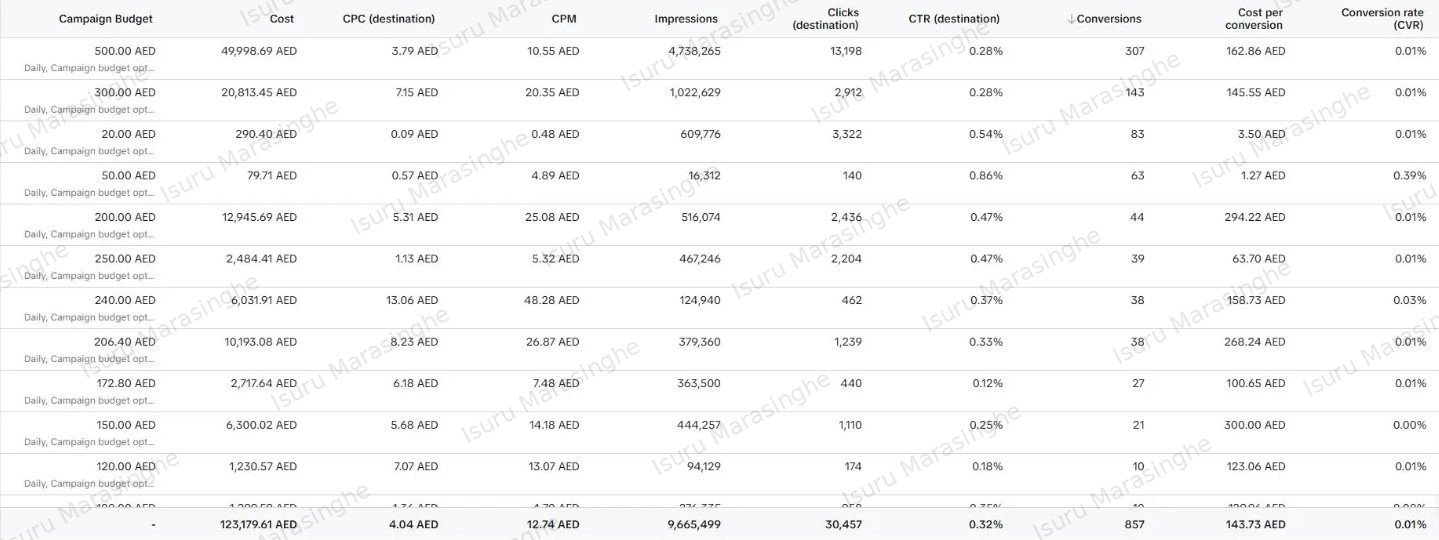 Campaign Budget Cost CPC (destination) CPM Impressions Clicks (destination) CTR (destination) ↓Conversions Cost per conversion Conversion rate (CVR)
500.00 AED 49,998.69 AED 3.79 AED 10.55 AED 4,738,265 13,198 0.28% 307 162.86 AED 0.01%
Daily, Campaign budget opt...
300.00 AED 20,813.45 AED 7.15 AED 20.35 AED 1,022,629 2,912 0.28% 143 145.55 AED 0.01%
Daily, Campaign budget opt...
20.00 AED 290.40 AED 0.09 AED 0.48 AED 609,776 3,322 0.54% 83 3.50 AED 0.01%
Daily, Campaign budget opt...
50.00 AED 79.71 AED 0.57 AED 4.89 AED 16,312 140 0.86% 63 1.27 AED 0.39%
Daily, Campaign budget opt...
200.00 AED 12,945.69 AED 5.31 AED 25.08 AED 516,074 2,436 0.47% 44 294.22 AED 0.01%
Daily, Campaign budget opt...
250.00 AED 2,484.41 AED 1.13 AED 5.32 AED 467,246 2,204 0.47% 39 63.70 AED 0.01%
Daily, Campaign budget opt...
240.00 AED 6,031.91 AED 13.06 AED 48.28 AED 124,940 462 0.37% 38 158.73 AED 0.03%
Daily, Campaign budget opt...
206.40 AED 10,193.08 AED 8.23 AED 26.87 AED 379,360 1,239 0.33% 38 268.24 AED 0.01%
Daily, Campaign budget opt...
172.80 AED 2,717.64 AED 6.18 AED 7.48 AED 363,500 440 0.12% 27 100.65 AED 0.01%
Daily, Campaign budget opt...
150.00 AED 6,300.02 AED 5.68 AED 14.18 AED 444,257 1,110 0.25% 21 300.00 AED 0.00%
Daily, Campaign budget opt...
120.00 AED 1,230.57 AED 7.07 AED 13.07 AED 94,129 174 0.18% 10 123.06 AED 0.01%
Daily, Campaign budget opt...
- 123,179.61 AED 4.04 AED 12.74 AED 9,665,499 30,457 0.32% 857 143.73 AED 0.01%
Isuru Marasinghe